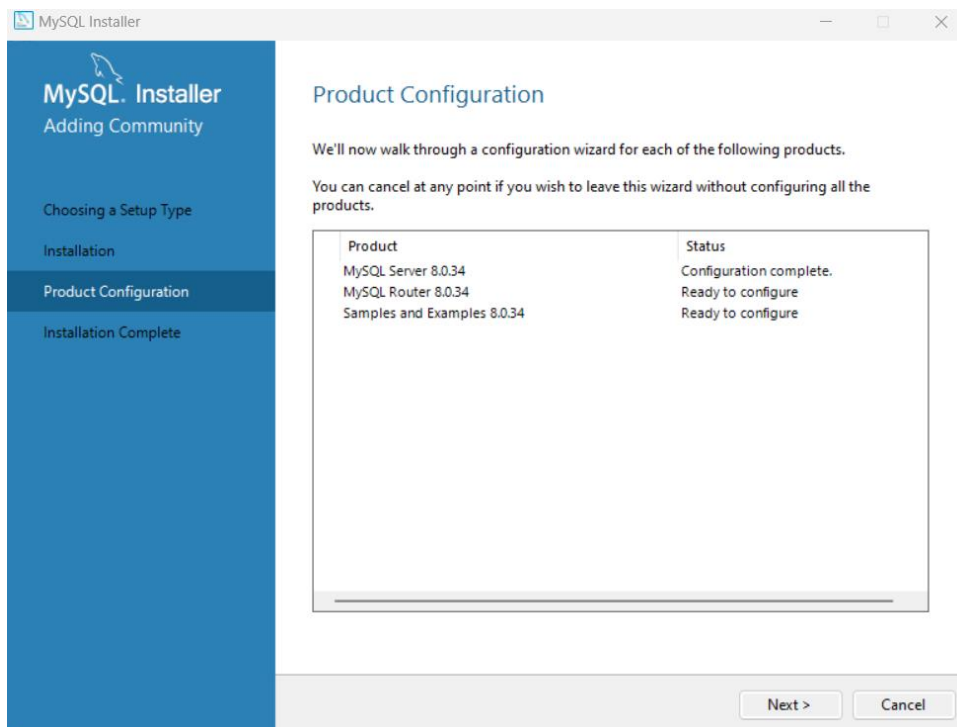 MySQL Installer
MySQL. Installer
Adding Community
Choosing a Setup Type
Installation
Product Configuration
Installation Complete
Product Configuration
We'll now walk through a configuration wizard for each of the following products.
You can cancel at any point if you wish to leave this wizard without configuring all the
products.
Product Status
MySQL Server 8.0.34 Configuration complete.
MySQL Router 8.0.34 Ready to configure
Samples and Examples 8.0.34 Ready to configure
Next > Cancel